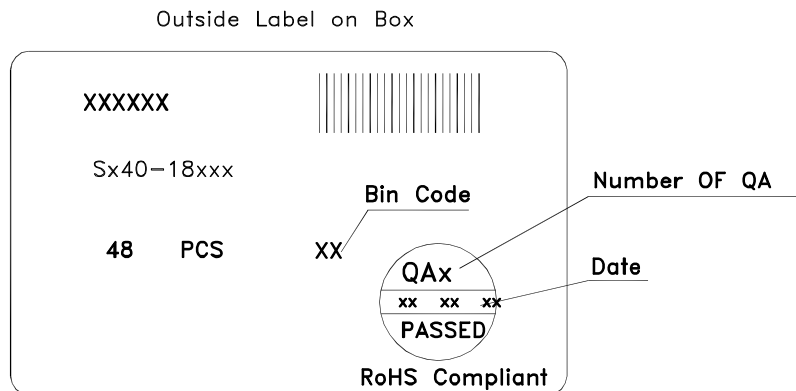 Outside Label on Box
XXXXXX
Sx40-18xxx
Number OF QA
Bin Code
48 PCS XX
QAx
Date
xx xx xx
PASSED
RoHS Compliant